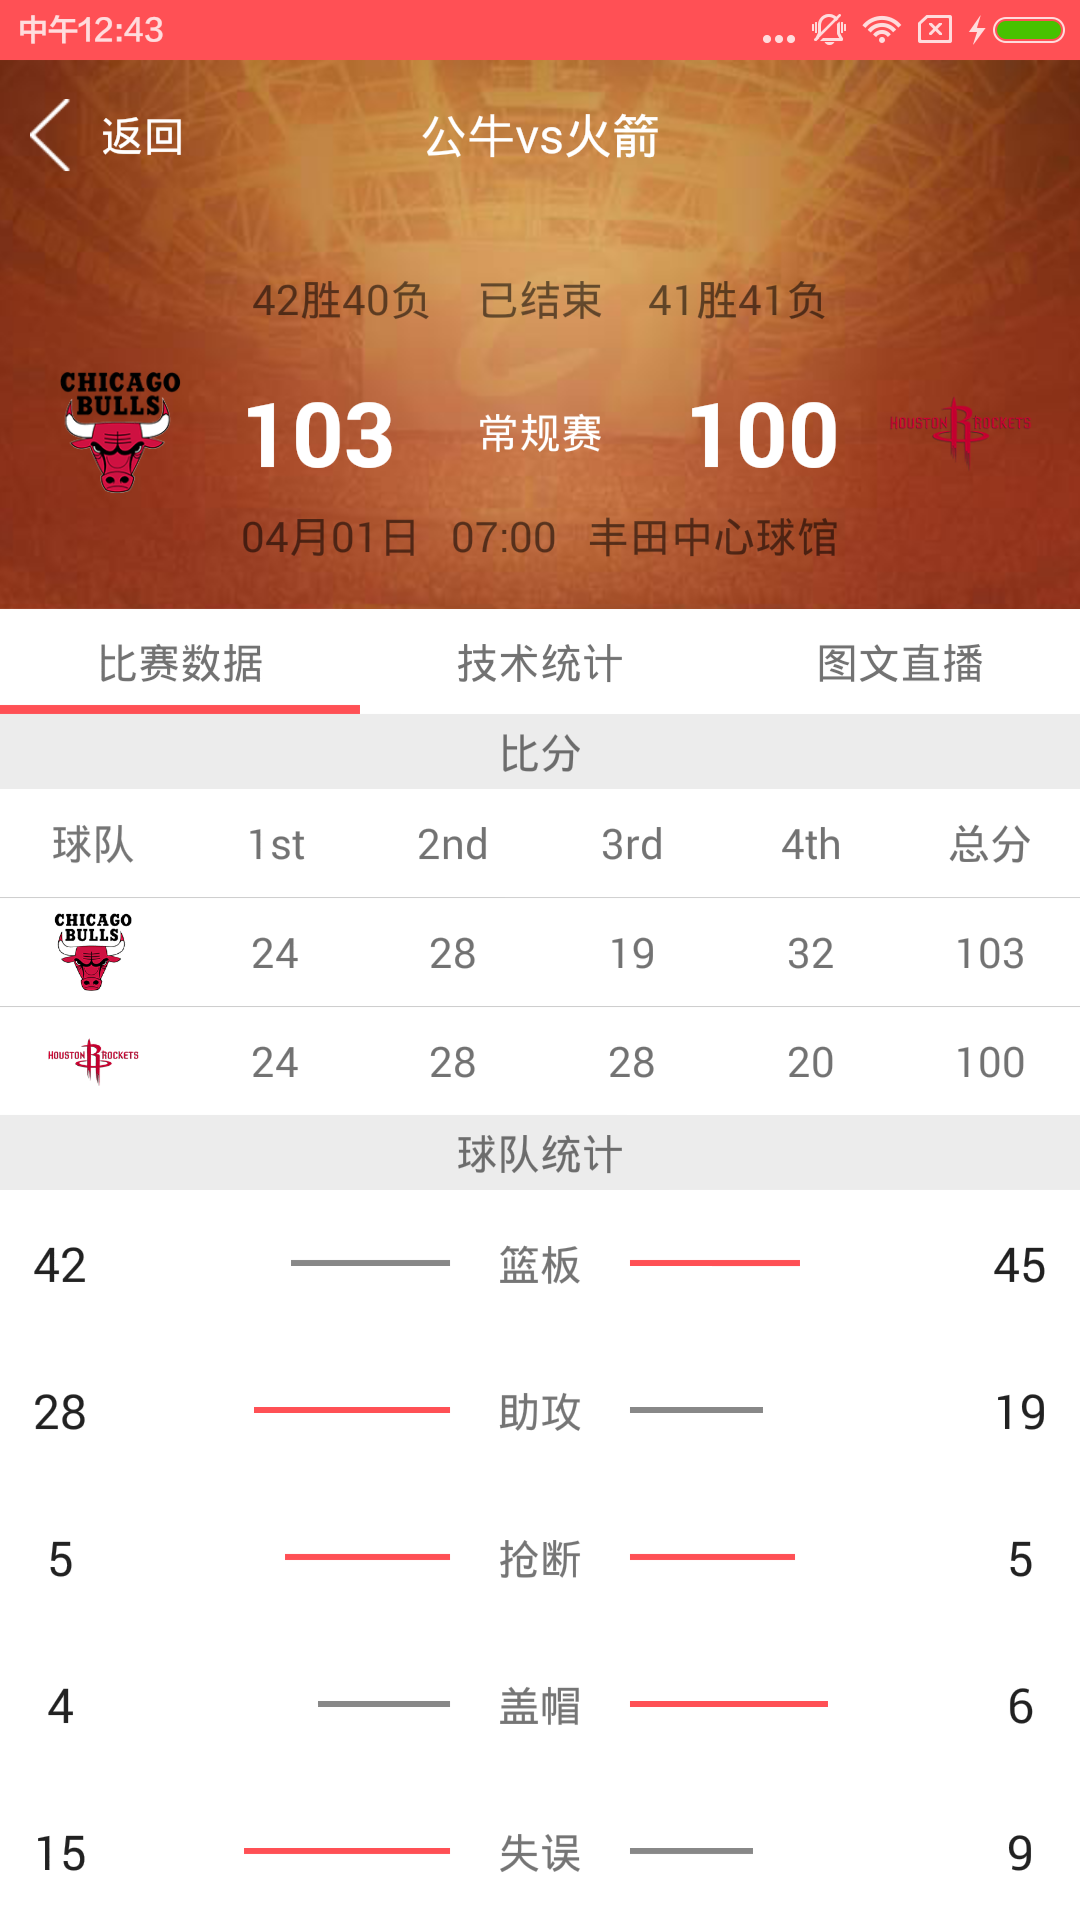 中午12:43
返回 公牛vs火箭
42胜40负 已结束 41胜41负
CHICAGO
BULLS
103 常规赛 100
HOUSTON ROCKETS
04月01日 07:00 丰田中心球馆
比赛数据 技术统计 图文直播
比分
球队 1st 2nd 3rd 4th 总分
CHICAGO
BULLS
24 28 19 32 103
HOUSTON ROCKETS
24 28 28 20 100
球队统计
42 篮板 45
28 助攻 19
5 抢断 5
4 盖帽 6
15 失误 9